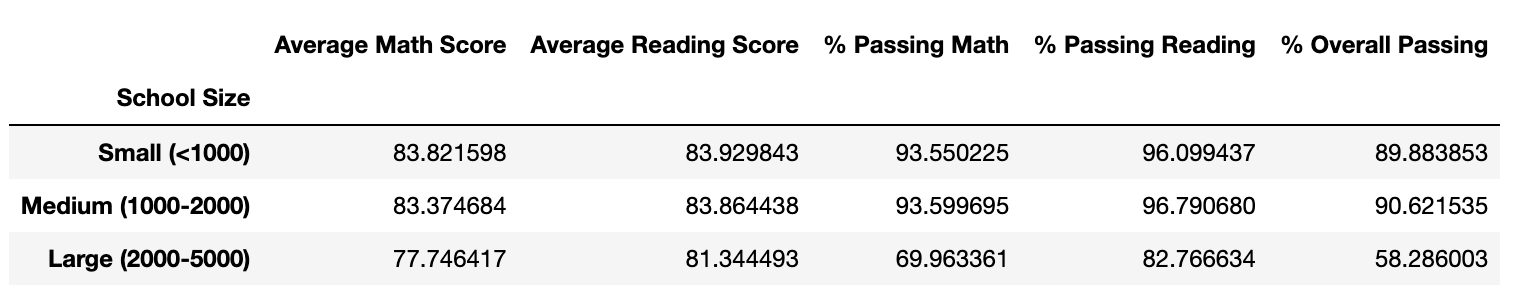 Average Math Score Average Reading Score % Passing Math % Passing Reading % Overall Passing
School Size
Small (<1000) 83.821598 83.929843 93.550225 96.099437 89.883853
Medium (1000-2000) 83.374684 83.864438 93.599695 96.790680 90.621535
Large (2000-5000) 77.746417 81.344493 69.963361 82.766634 58.286003